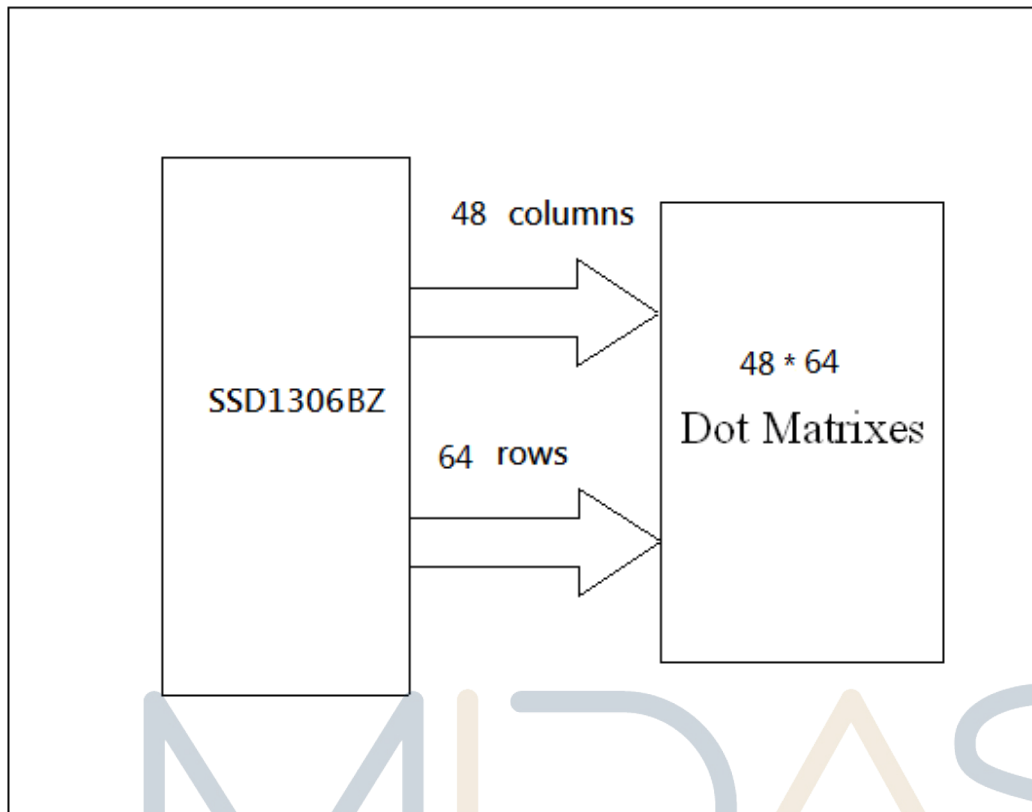 48 columns
SSD1306BZ
48 * 64
Dot Matrixes
64 rows
MIDAS